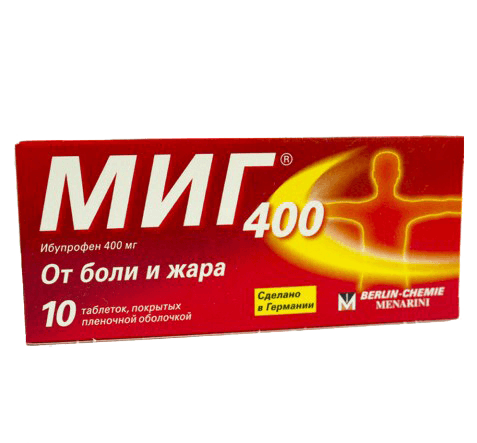 МИГ®
400
Ибупрофен 400 мг
От боли и жара
10 таблеток, покрытых
пленочной оболочкой
Сделано
в Германии
BERLIN-CHEMIE
MENARINI